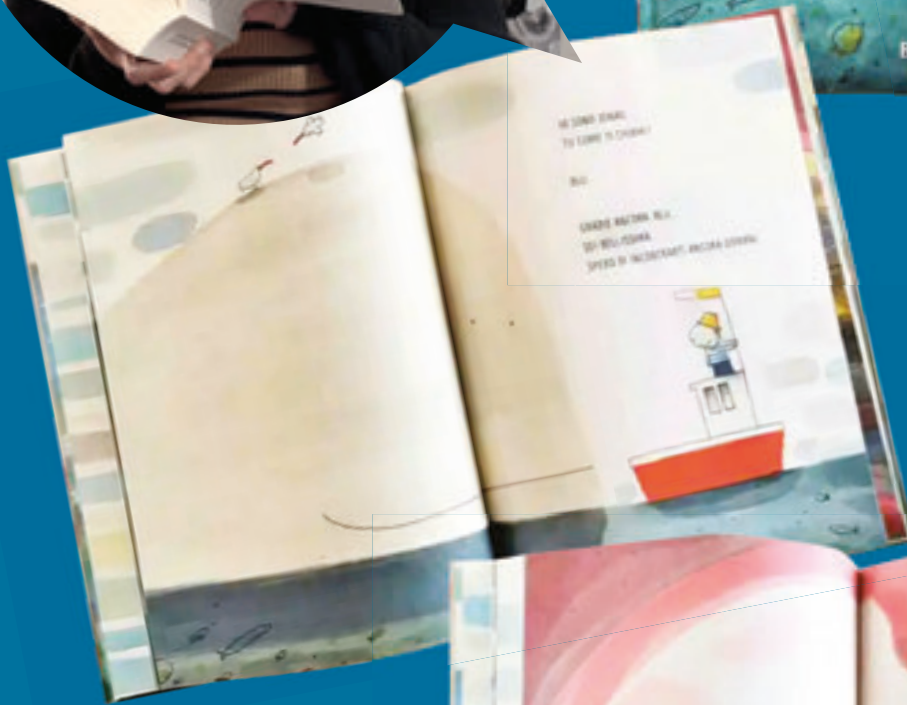 IO SONO JONAS.
TU COME TI CHIAMI?
BLU.
GRAZIE ANCORA BLU.
SEI BELLISSIMA.
SPERO DI INCONTRARTI ANCORA